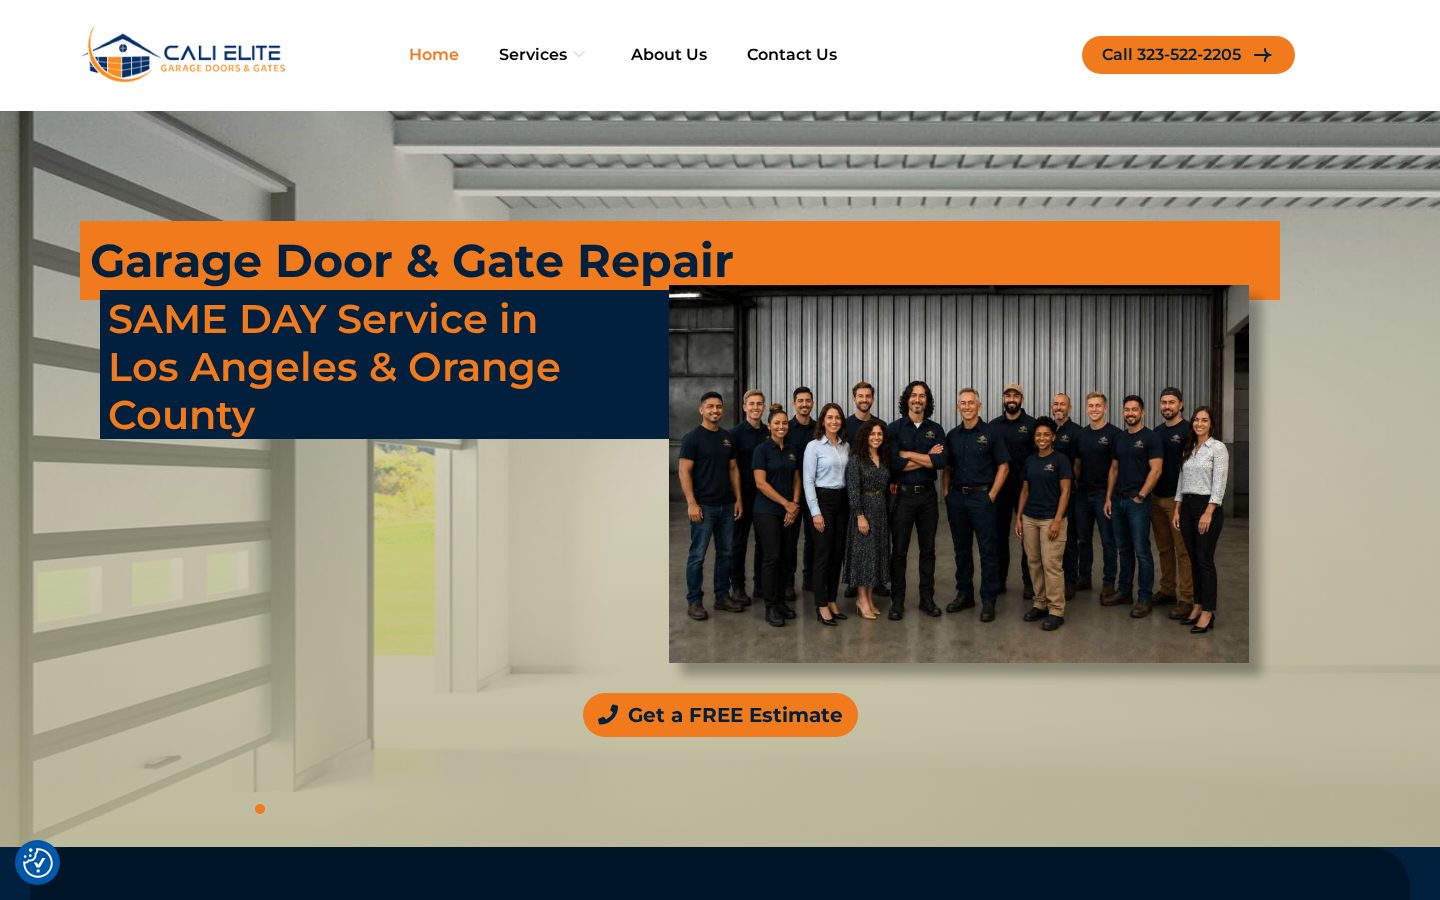 CALI ELITE
GARAGE DOORS & GATES
Home
Services
About Us
Contact Us
Call 323-522-2205
Garage Door & Gate Repair
SAME DAY Service in
Los Angeles & Orange
County
Get a FREE Estimate